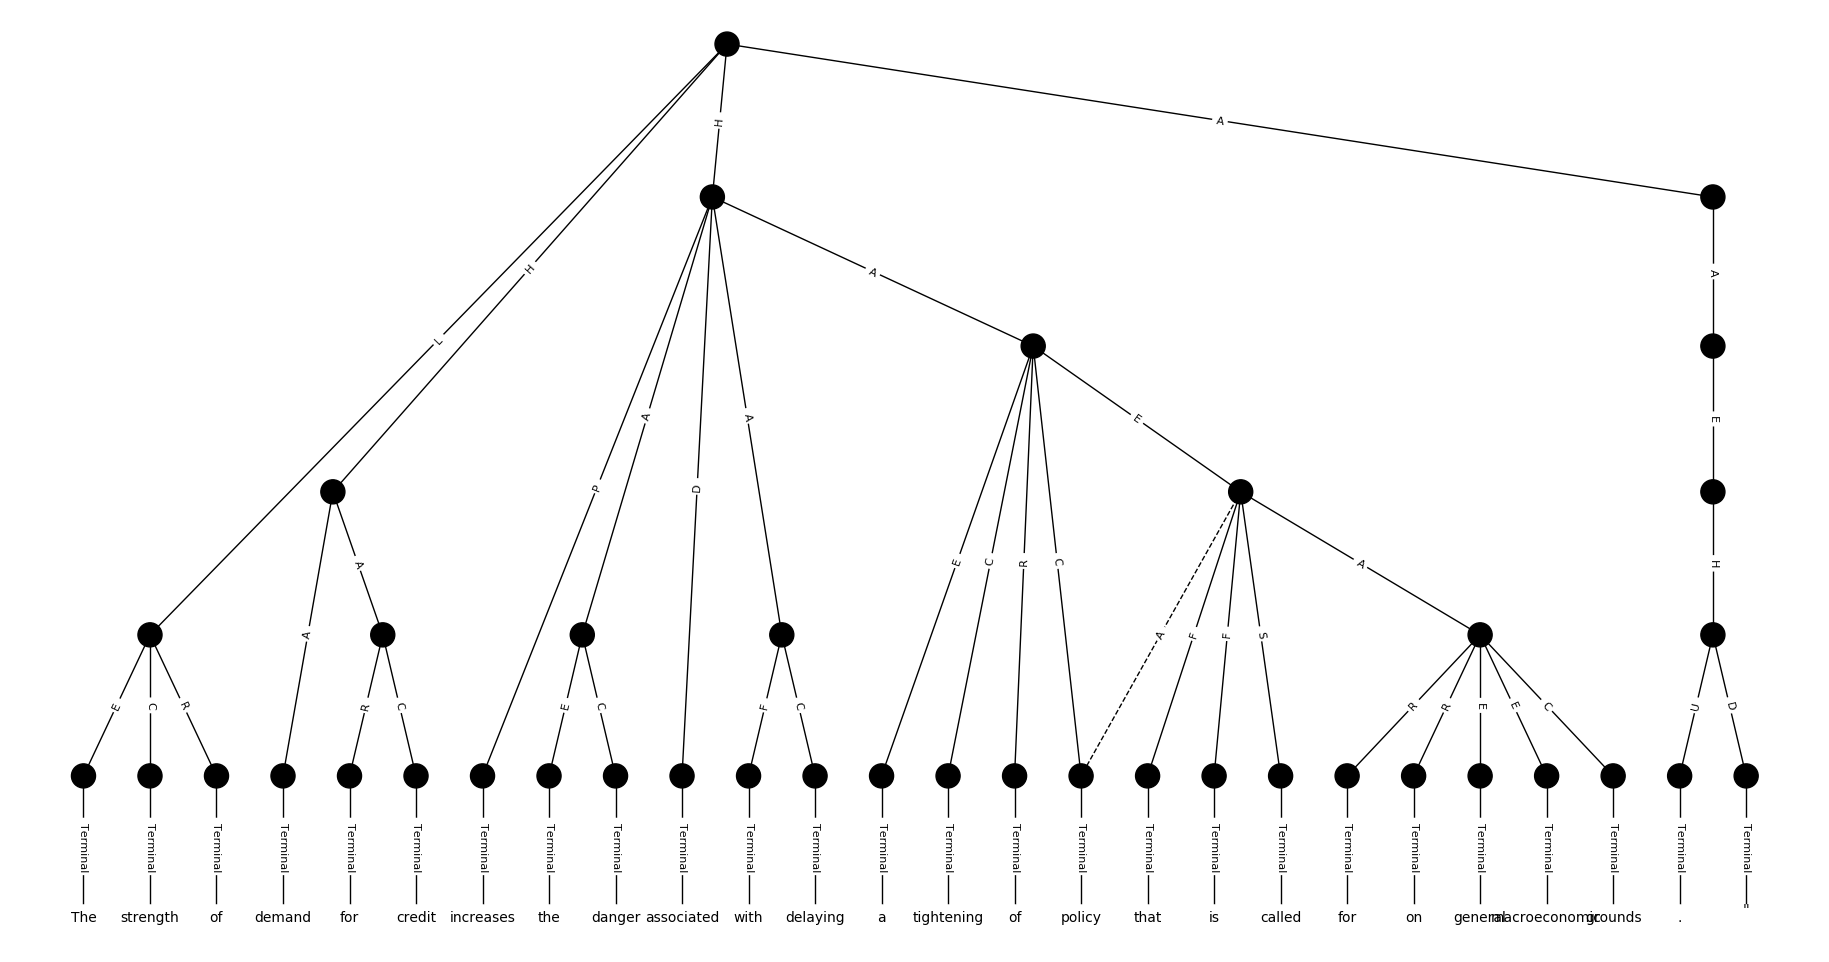 A
H
A
H
A
L
A
A
E
E
P
D
A
E
C
R
C
A
H
A
A
F
F
S
E
C
R
R
C
E
C
F
C
R
R
E
E
C
U
D
Terminal Terminal Terminal Terminal Terminal Terminal Terminal Terminal Terminal Terminal Terminal Terminal Terminal Terminal Terminal Terminal Terminal Terminal Terminal Terminal Terminal Terminal Terminal Terminal Terminal Terminal
The strength of demand for credit increases the danger associated with delaying a tightening of policy that is called for on general macroeconomic grounds . "